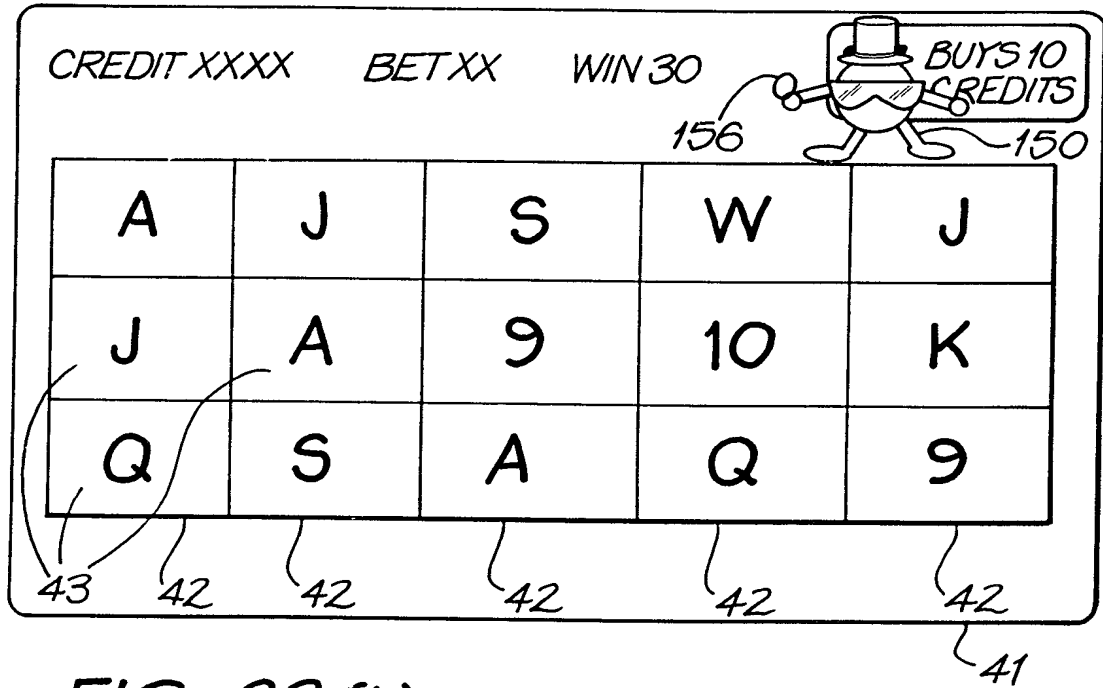 CREDIT XXXX BET XX WIN 30 BUYS 10
CREDITS
156 150
A J S W J
J A 9 10 K
Q S A Q 9
43 42 42 42 42 42
41